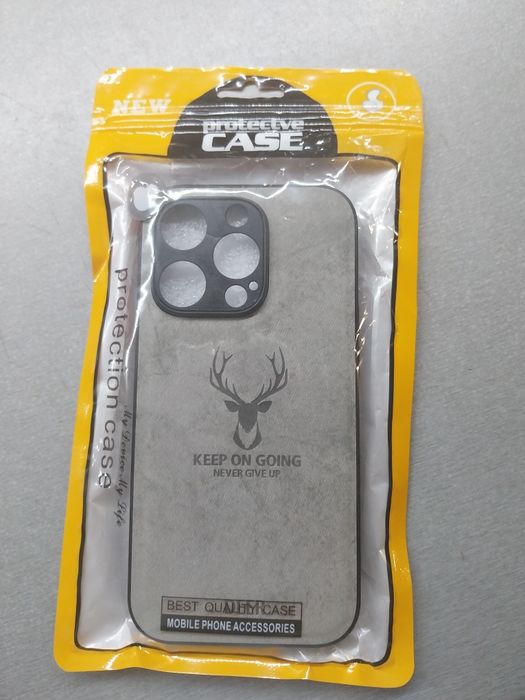 NEW
protectve
CASE
protection case
My Device My Life
KEEP ON GOING
NEVER GIVE UP
BEST QUALITY CASE
MOBILE PHONE ACCESSORIES